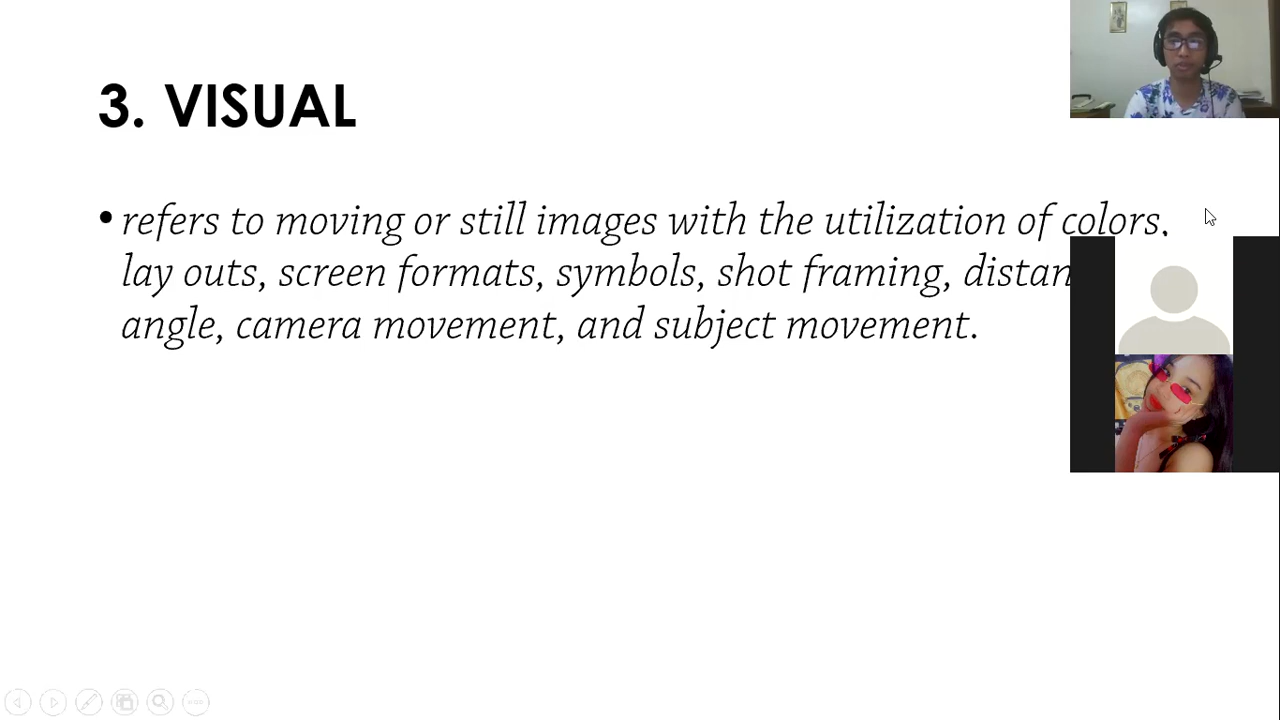 3. VISUAL
• refers to moving or still images with the utilization of colors,
lay outs, screen formats, symbols, shot framing,
angle, camera movement, and subject movement.